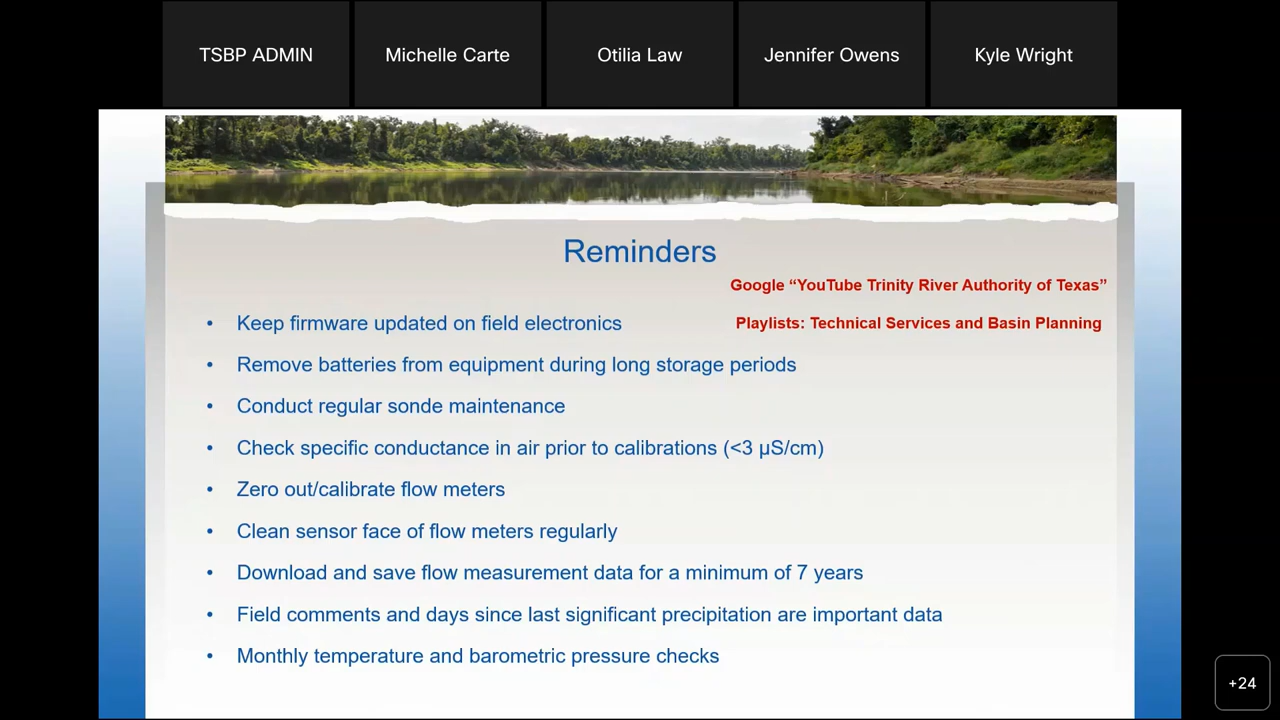 TSBP ADMIN
Michelle Carte
Otilia Law
Jennifer Owens
Kyle Wright
Reminders
Google “YouTube Trinity River Authority of Texas”
Playlists: Technical Services and Basin Planning
• Keep firmware updated on field electronics
• Remove batteries from equipment during long storage periods
• Conduct regular sonde maintenance
• Check specific conductance in air prior to calibrations (<3 µS/cm)
• Zero out/calibrate flow meters
• Clean sensor face of flow meters regularly
• Download and save flow measurement data for a minimum of 7 years
• Field comments and days since last significant precipitation are important data
• Monthly temperature and barometric pressure checks
+24